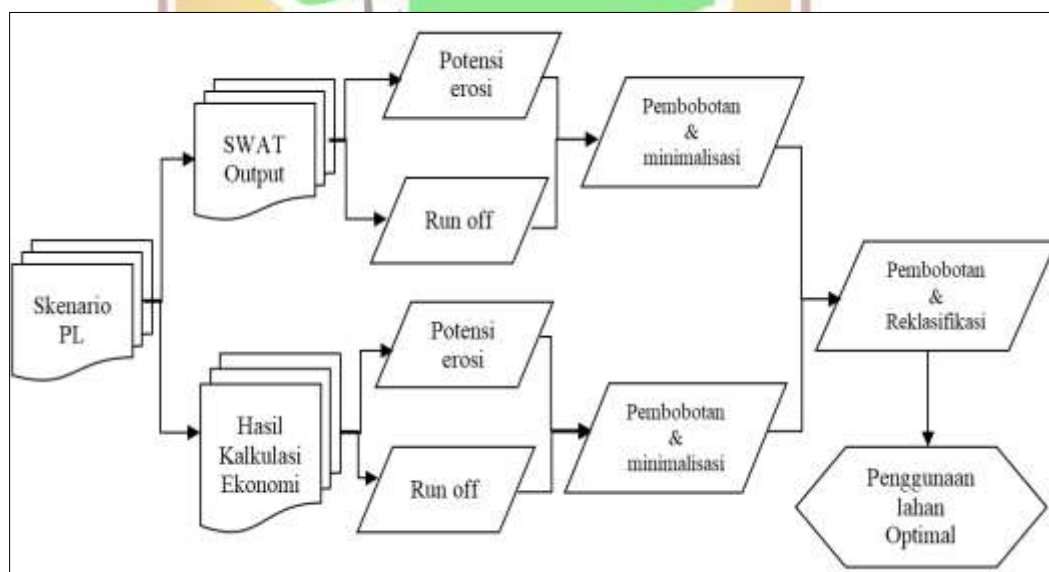 Skenario
PL
SWAT
Output
Potensi
erosi
Run off
Pembobotan
&
minimalisasi
Hasil
Kalkulasi
Ekonomi
Potensi
erosi
Run off
Pembobotan
&
minimalisasi
Pembobotan
&
Reklasifikasi
Penggunaan
lahan
Optimal